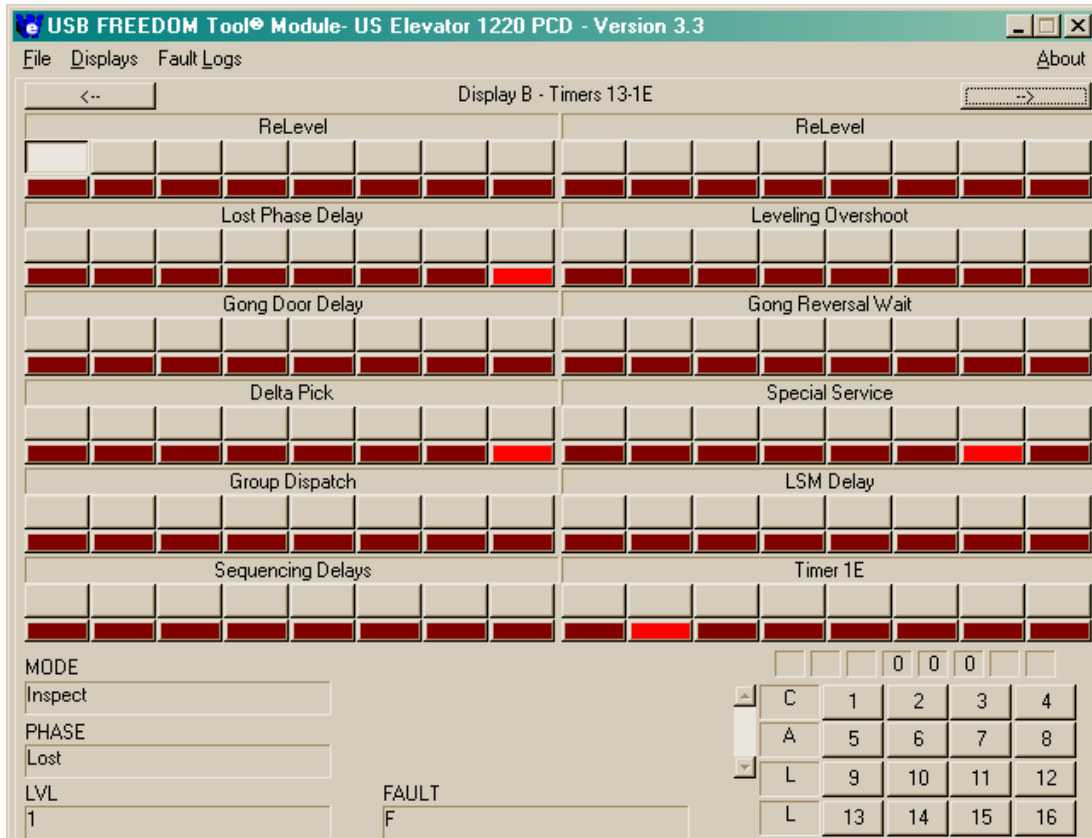 USB FREEDOM Tool® Module- US Elevator 1220 PCD - Version 3.3
File Displays Fault Logs About
<-- Display B - Timers 13-1E -->
ReLevel ReLevel
Lost Phase Delay Leveling Overshoot
Gong Door Delay Gong Reversal Wait
Delta Pick Special Service
Group Dispatch LSM Delay
Sequencing Delays Timer 1E
MODE
Inspect
PHASE
Lost
LVL
1
FAULT
F
0 0 0
C 1 2 3 4
A 5 6 7 8
L 9 10 11 12
L 13 14 15 16